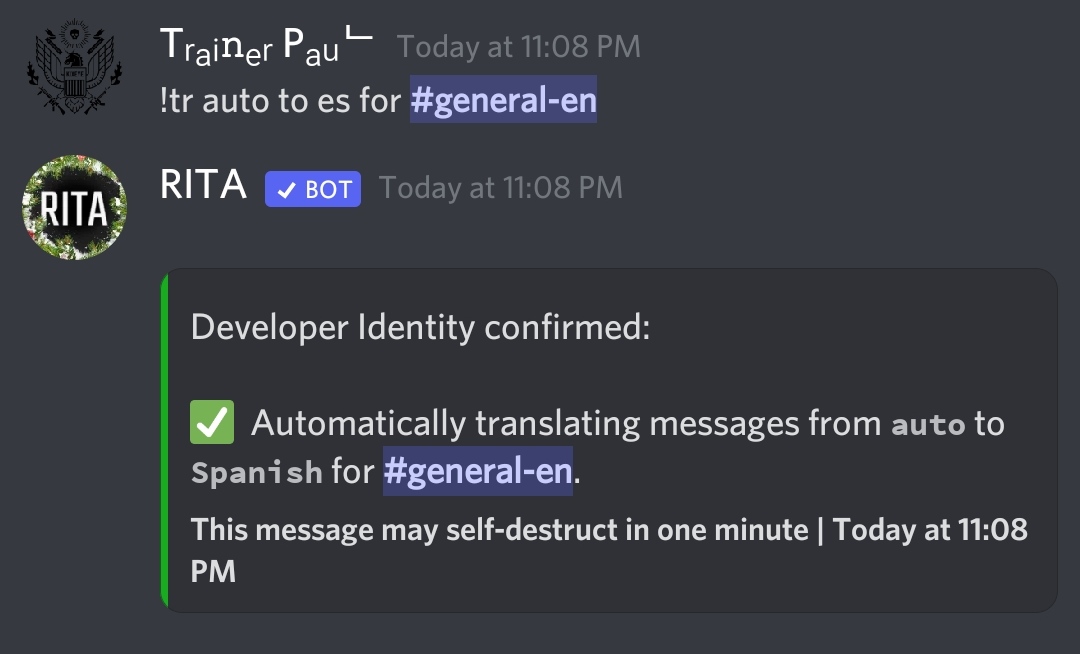 Trainer Paul Today at 11:08 PM
!tr auto to es for #general-en
RITA
RITA ✓ BOT Today at 11:08 PM
Developer Identity confirmed:
✅ Automatically translating messages from auto to
Spanish for #general-en.
This message may self-destruct in one minute | Today at 11:08
PM